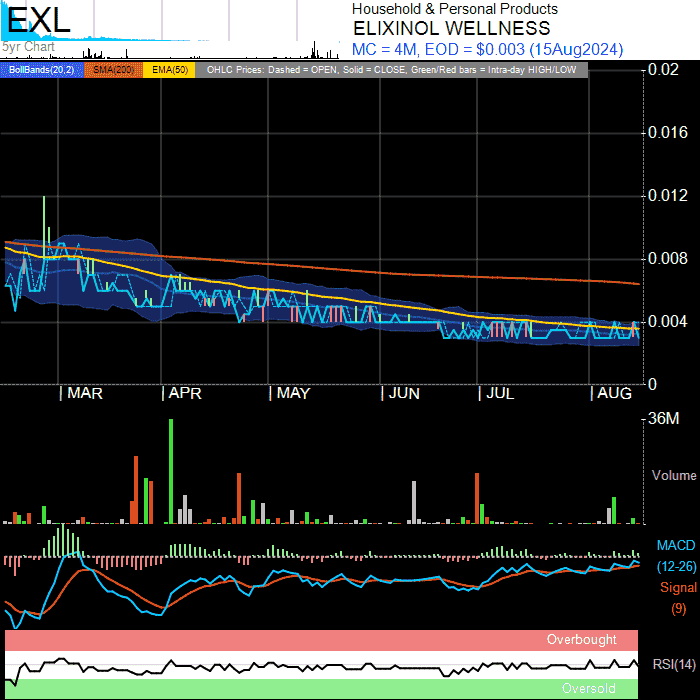 EXL
5yr Chart
Household & Personal Products
ELIXINOL WELLNESS
MC = 4M, EOD = $0.003 (15Aug2024)
BollBands(20,2) SMA(200) EMA(50) OHLC Prices: Dashed = OPEN, Solid = CLOSE, Green/Red bars = Intra-day HIGH/LOW
0.02
0.016
0.012
0.008
0.004
0
MAR APR MAY JUN JUL AUG
36M
Volume
MACD
(12-26)
Signal
(9)
Overbought
RSI(14)
Oversold